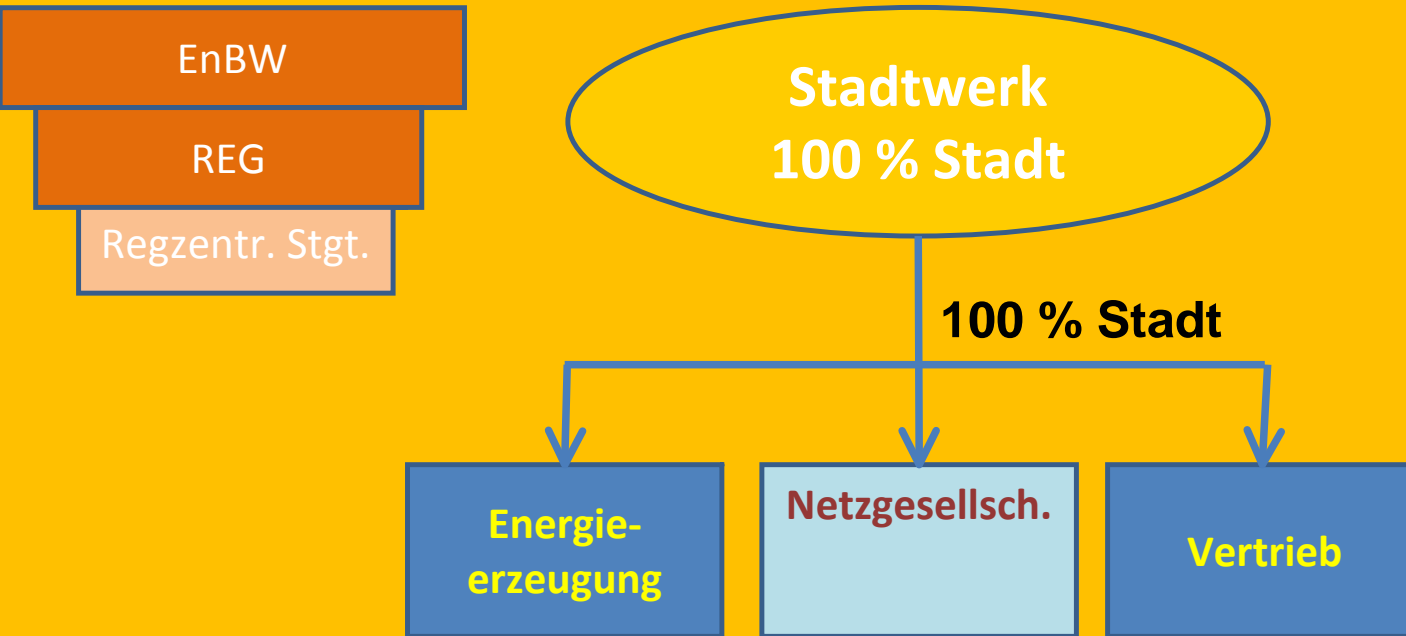 EnBW
REG
Regzentr. Stgt.
Stadtwerk
100 % Stadt
100 % Stadt
Energie-
erzeugung
Netzgesellsch.
Vertrieb